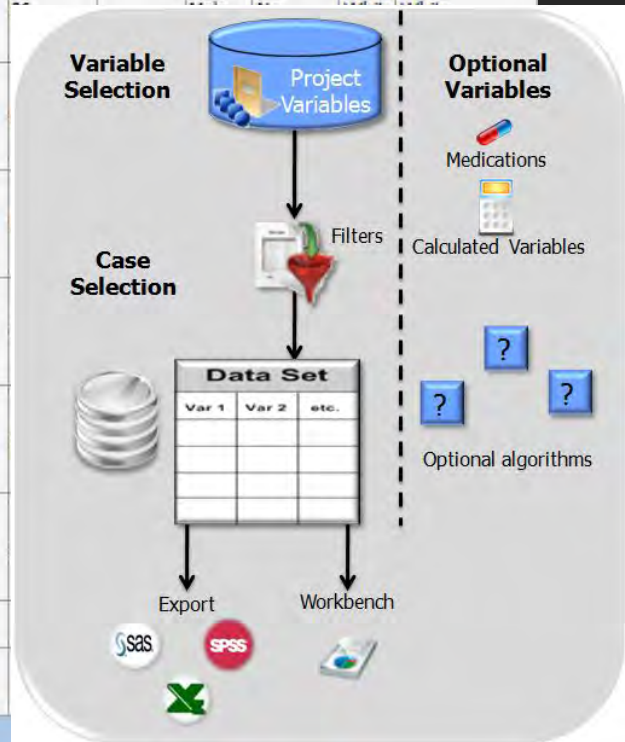 Variable
Selection
Project
Variables
Optional
Variables
Medications
Calculated Variables
Filters
Case
Selection
Data Set
Var 1 Var 2 etc.
? ? ?
Optional algorithms
Export
Workbench
sas
SPSS
X